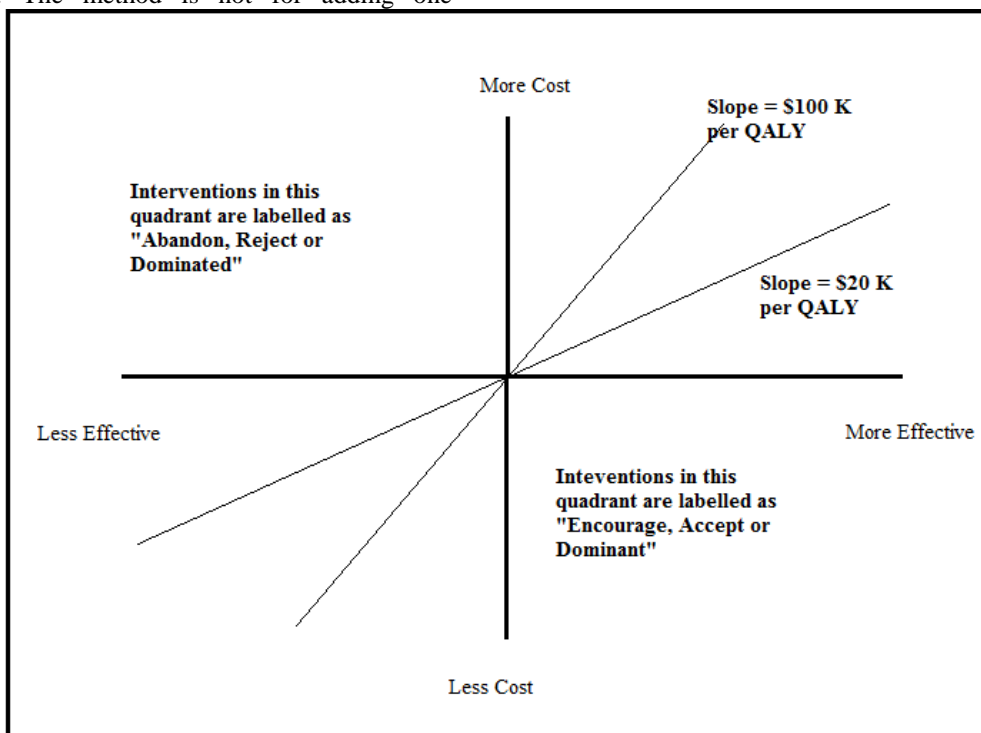 The method is not for adding one
More Cost
Slope = $100 K
per QALY
Interventions in this
quadrant are labelled as
"Abandon, Reject or
Dominated"
Slope = $20 K
per QALY
Less Effective
More Effective
Inteventions in this
quadrant are labelled as
"Encourage, Accept or
Dominant"
Less Cost